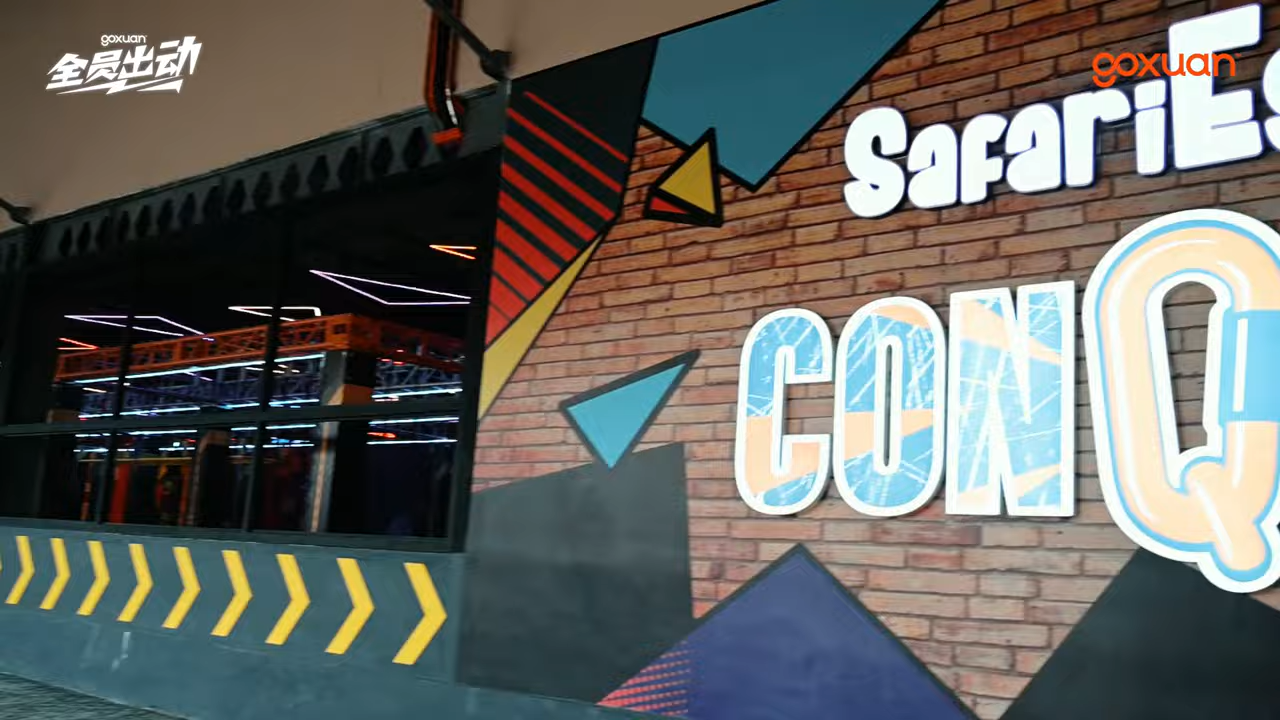 goxuan
全员出动
goxuan
SafariES
CONQ